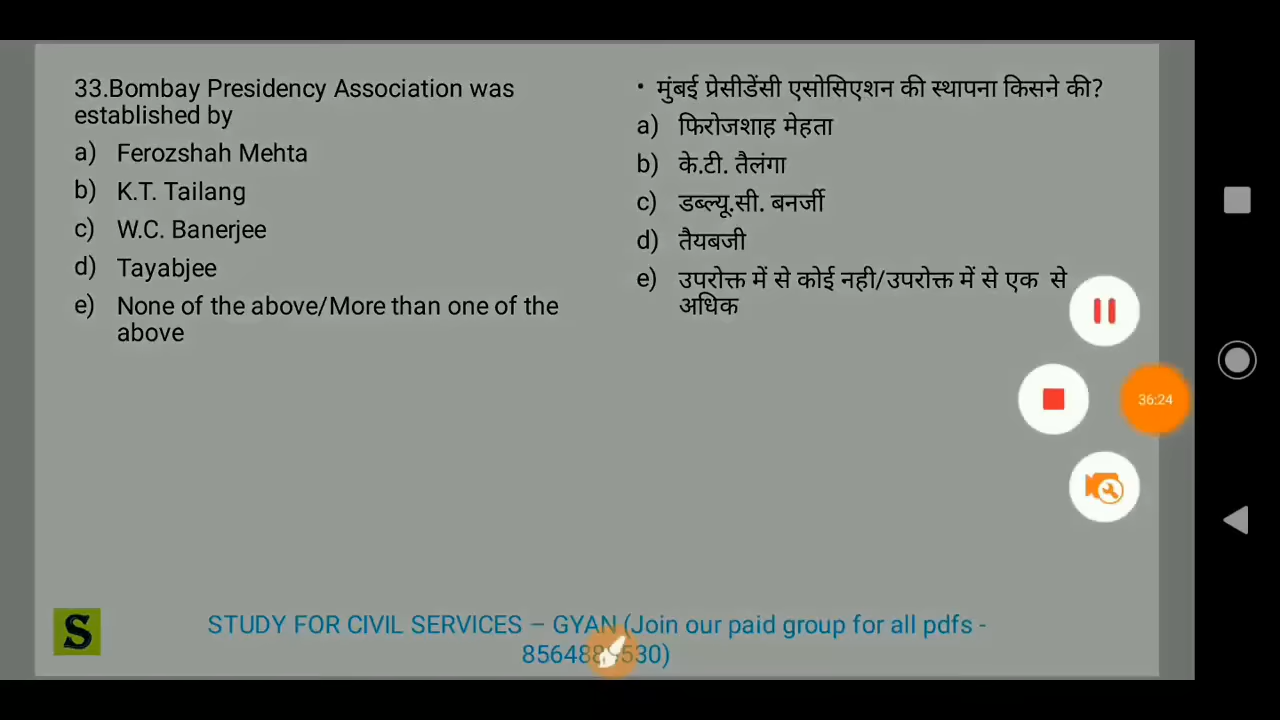 33.Bombay Presidency Association was
established by
a) Ferozshah Mehta
b) K.T. Tailang
c) W.C. Banerjee
d) Tayabjee
e) None of the above/More than one of the
above
• मुंबई प्रेसीडेंसी एसोसिएशन की स्थापना किसने की?
a) फिरोजशाह मेहता
b) के.टी. तैलंगा
c) डब्ल्यू.सी. बनर्जी
d) तैयबजी
e) उपरोक्त में से कोई नही/उपरोक्त में से एक से
अधिक
36:24
S
STUDY FOR CIVIL SERVICES – GYAN (Join our paid group for all pdfs -